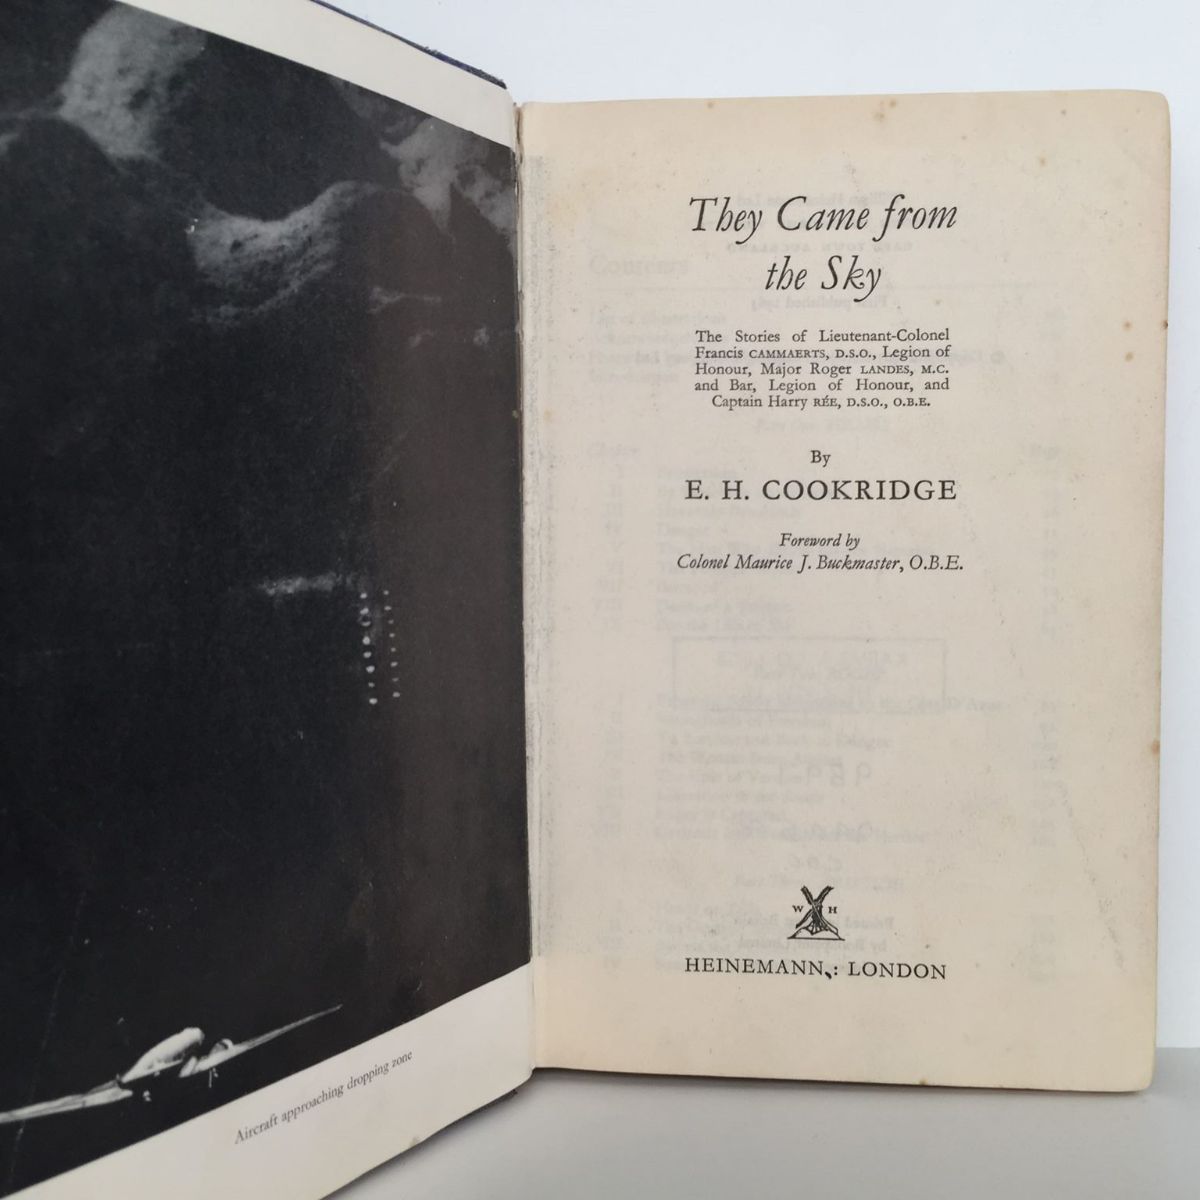 Aircraft approaching dropping zone
They Came from
the Sky
The Stories of Lieutenant-Colonel
Francis CAMMAERTS, D.S.O., Legion of
Honour, Major Roger LANDES, M.C.
and Bar, Legion of Honour, and
Captain Harry RÉE, D.S.O., O.B.E.
By
E. H. COOKRIDGE
Foreword by
Colonel Maurice J. Buckmaster, O.B.E.
W H
HEINEMANN : LONDON